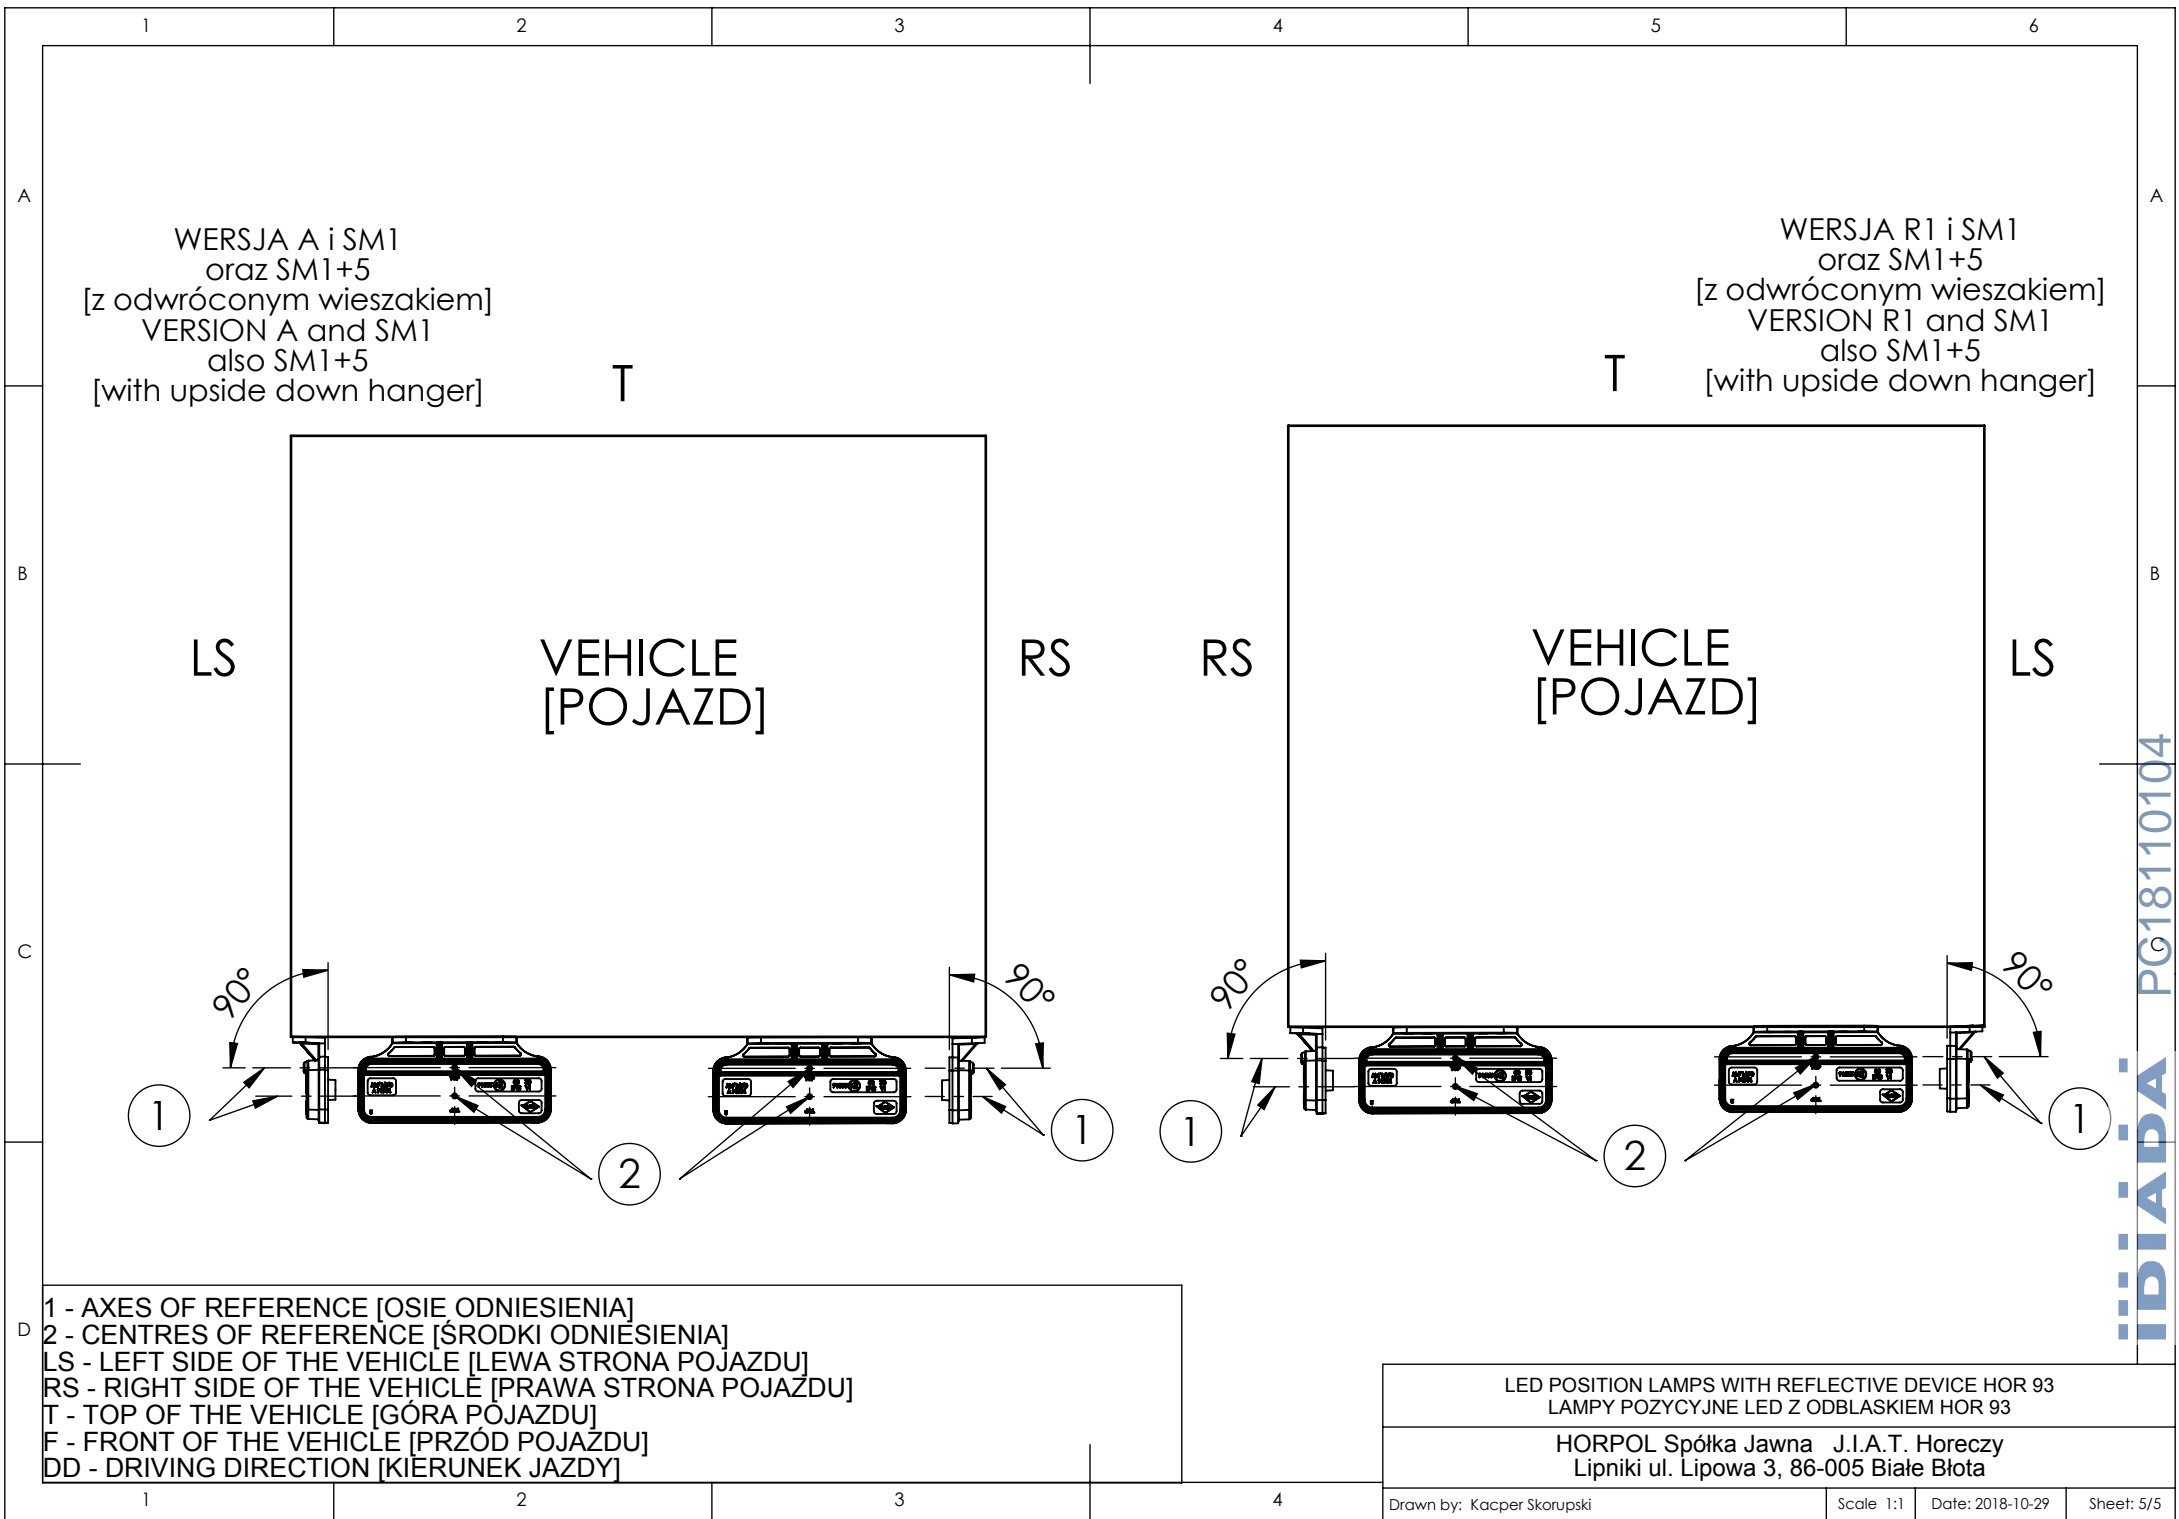 1 2 3 4 5 6
A A
WERSJA A i SM1
oraz SM1+5
[z odwróconym wieszakiem]
VERSION A and SM1
also SM1+5
[with upside down hanger]
T
WERSJA R1 i SM1
oraz SM1+5
[z odwróconym wieszakiem]
VERSION R1 and SM1
also SM1+5
[with upside down hanger]
T
B B
LS
VEHICLE
[POJAZD]
RS
RS
VEHICLE
[POJAZD]
LS
C C
90°
90°
90°
90°
1
2
1
1
2
1
IDIADA PC18110104
D
1 - AXES OF REFERENCE [OSIE ODNIESIENIA]
2 - CENTRES OF REFERENCE [ŚRODKI ODNIESIENIA]
LS - LEFT SIDE OF THE VEHICLE [LEWA STRONA POJAZDU]
RS - RIGHT SIDE OF THE VEHICLE [PRAWA STRONA POJAZDU]
T - TOP OF THE VEHICLE [GÓRA POJAZDU]
F - FRONT OF THE VEHICLE [PRZÓD POJAZDU]
DD - DRIVING DIRECTION [KIERUNEK JAZDY]
LED POSITION LAMPS WITH REFLECTIVE DEVICE HOR 93
LAMPY POZYCYJNE LED Z ODBLASKIEM HOR 93
HORPOL Spółka Jawna J.I.A.T. Horeczy
Lipniki ul. Lipowa 3, 86-005 Białe Błota
Drawn by: Kacper Skorupski
Scale 1:1
Date: 2018-10-29
Sheet: 5/5
1 2 3 4